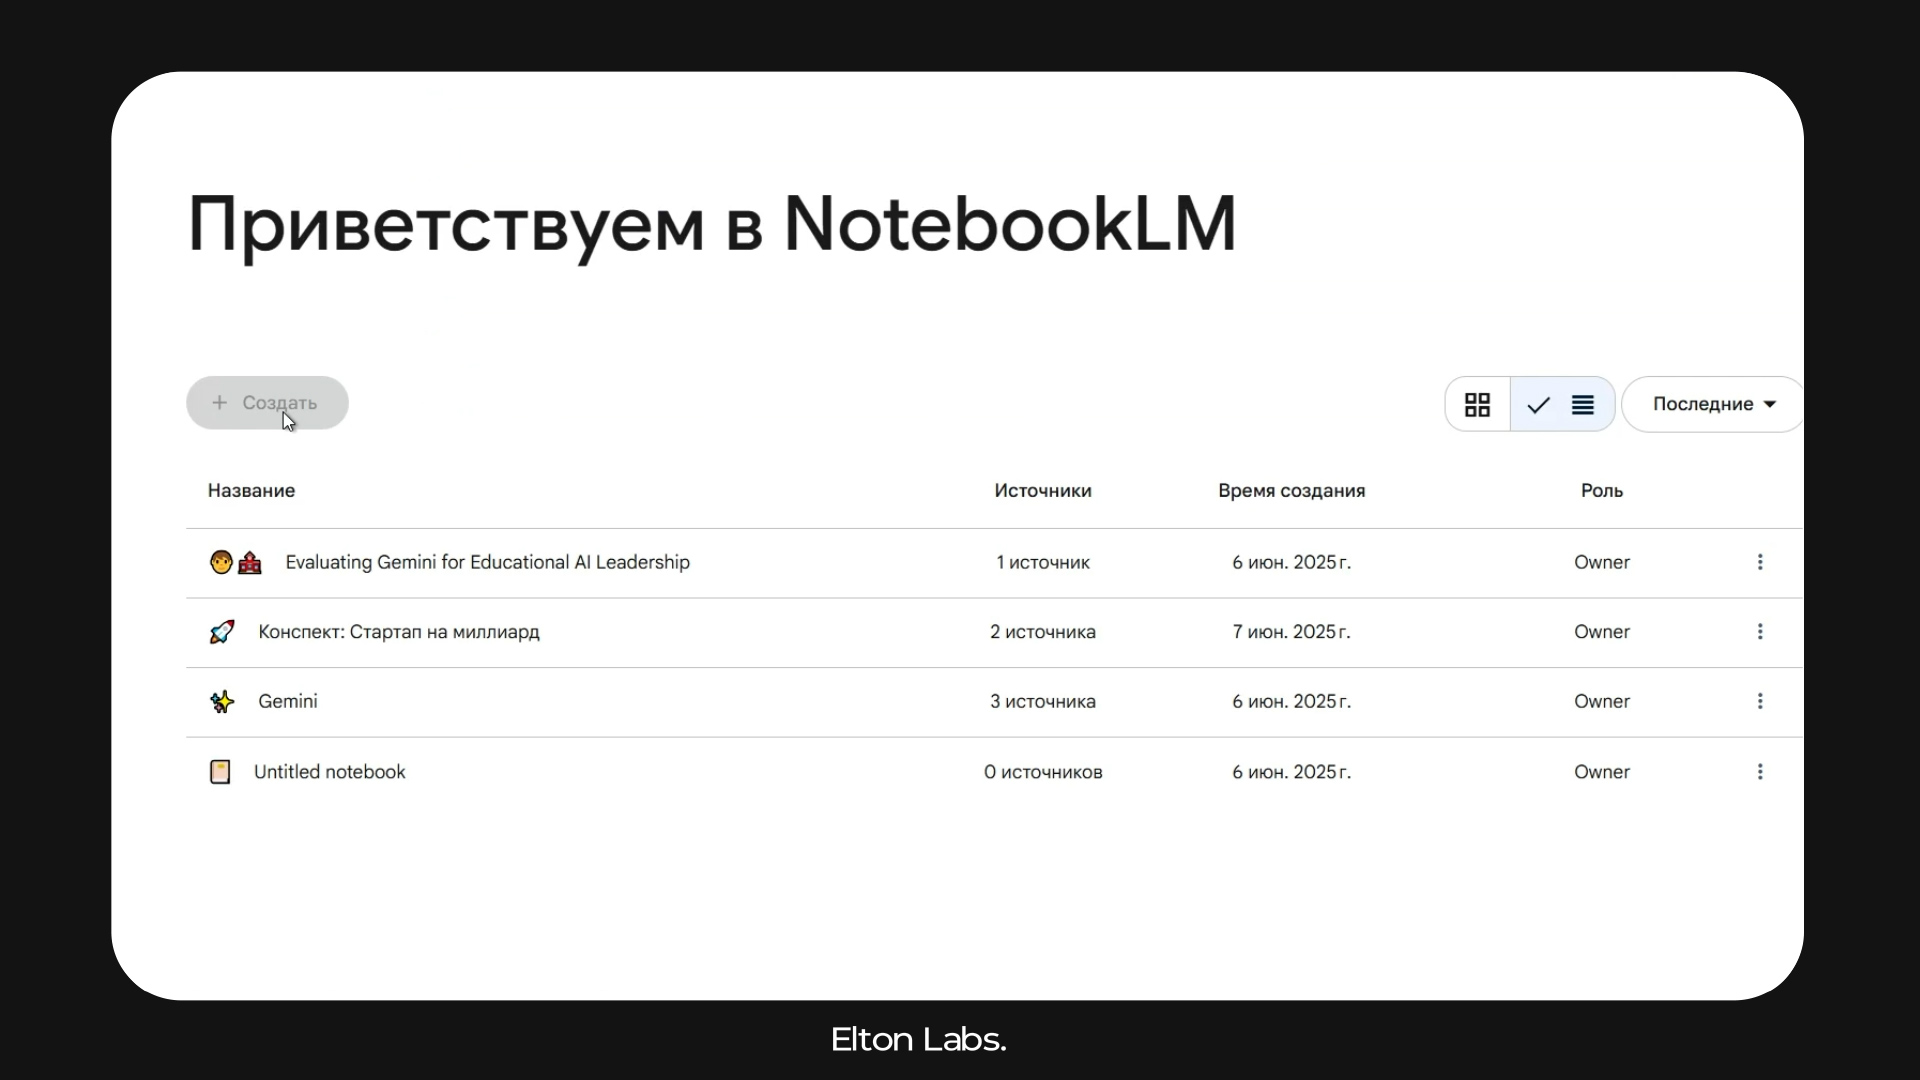 Приветствуем в NotebookLM
+ Создать
Последние
Название Источники Время создания Роль
Evaluating Gemini for Educational AI Leadership 1 источник 6 июн. 2025 г. Owner
Конспект: Стартап на миллиард 2 источника 7 июн. 2025 г. Owner
Gemini 3 источника 6 июн. 2025 г. Owner
Untitled notebook 0 источников 6 июн. 2025 г. Owner
Elton Labs.